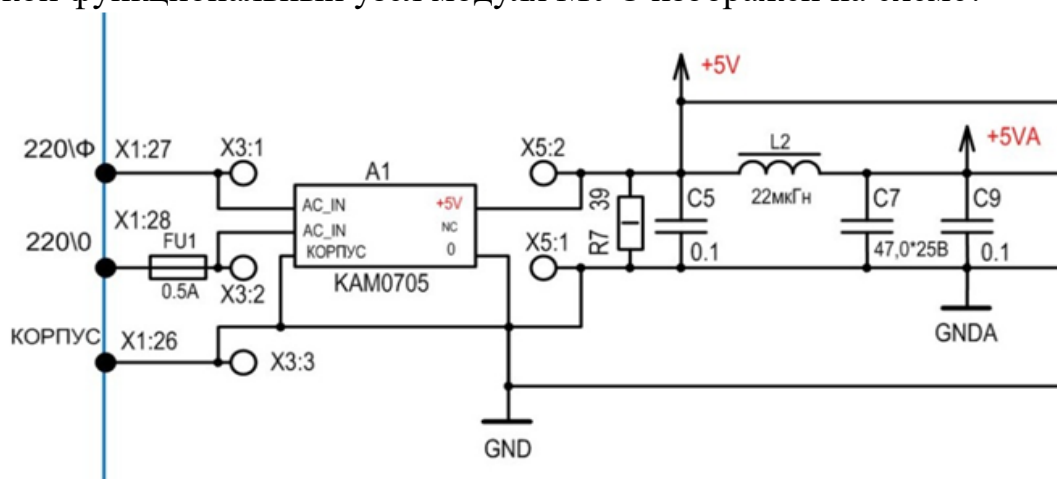 +5V
+5VA
220\Ф
X1:27
X3:1
A1
X5:2
L2
22мкГн
AC_IN
+5V
AC_IN
NC
КОРПУС
0
KAM0705
X1:28
220\0
FU1
0.5A
X3:2
X5:1
R7
39
C5
0.1
C7
47,0*25В
C9
0.1
КОРПУС
X1:26
X3:3
GND
GNDA